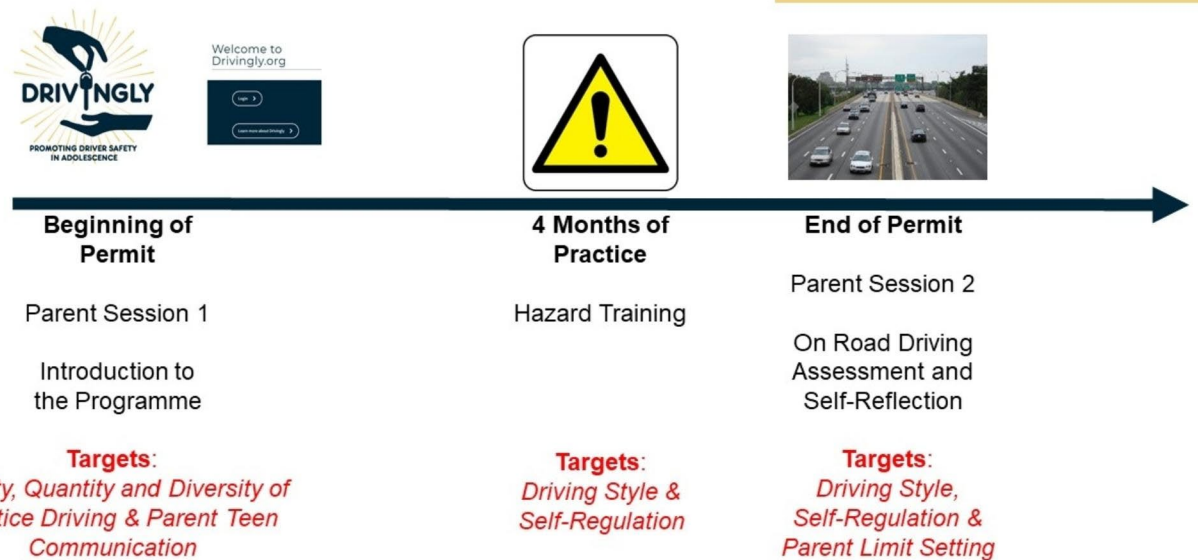 DRIVINGLY
PROMOTING DRIVER SAFETY
IN ADOLESCENCE
Welcome to
Drivingly.org
Login >
Learn more about Drivingly >
Beginning of
Permit
Parent Session 1
Introduction to
the Programme
Targets:
Quantity and Diversity of
Driving & Parent Teen
Communication
4 Months of
Practice
Hazard Training
Targets:
Driving Style &
Self-Regulation
End of Permit
Parent Session 2
On Road Driving
Assessment and
Self-Reflection
Targets:
Driving Style,
Self-Regulation &
Parent Limit Setting